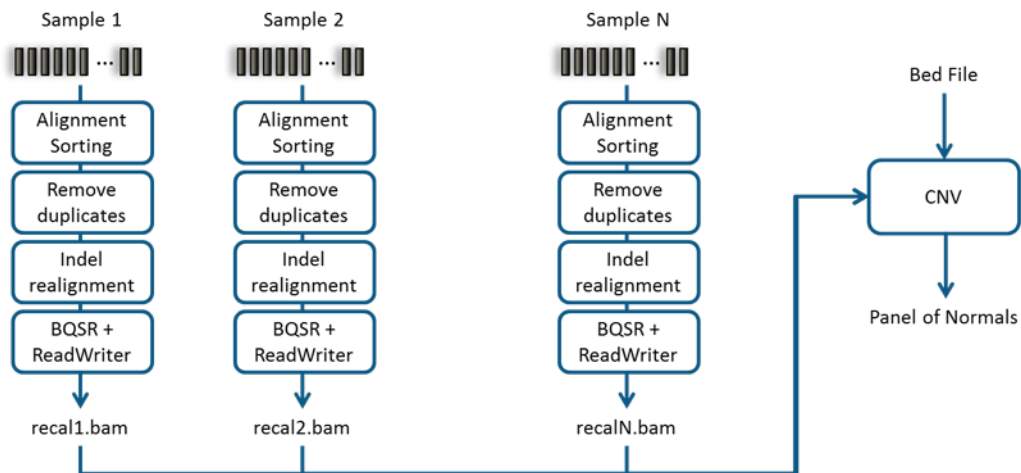 Sample 1
...
Alignment
Sorting
Remove
duplicates
Indel
realignment
BQSR +
ReadWriter
recal1.bam
Sample 2
...
Alignment
Sorting
Remove
duplicates
Indel
realignment
BQSR +
ReadWriter
recal2.bam
Sample N
...
Alignment
Sorting
Remove
duplicates
Indel
realignment
BQSR +
ReadWriter
recalN.bam
Bed File
CNV
Panel of Normals